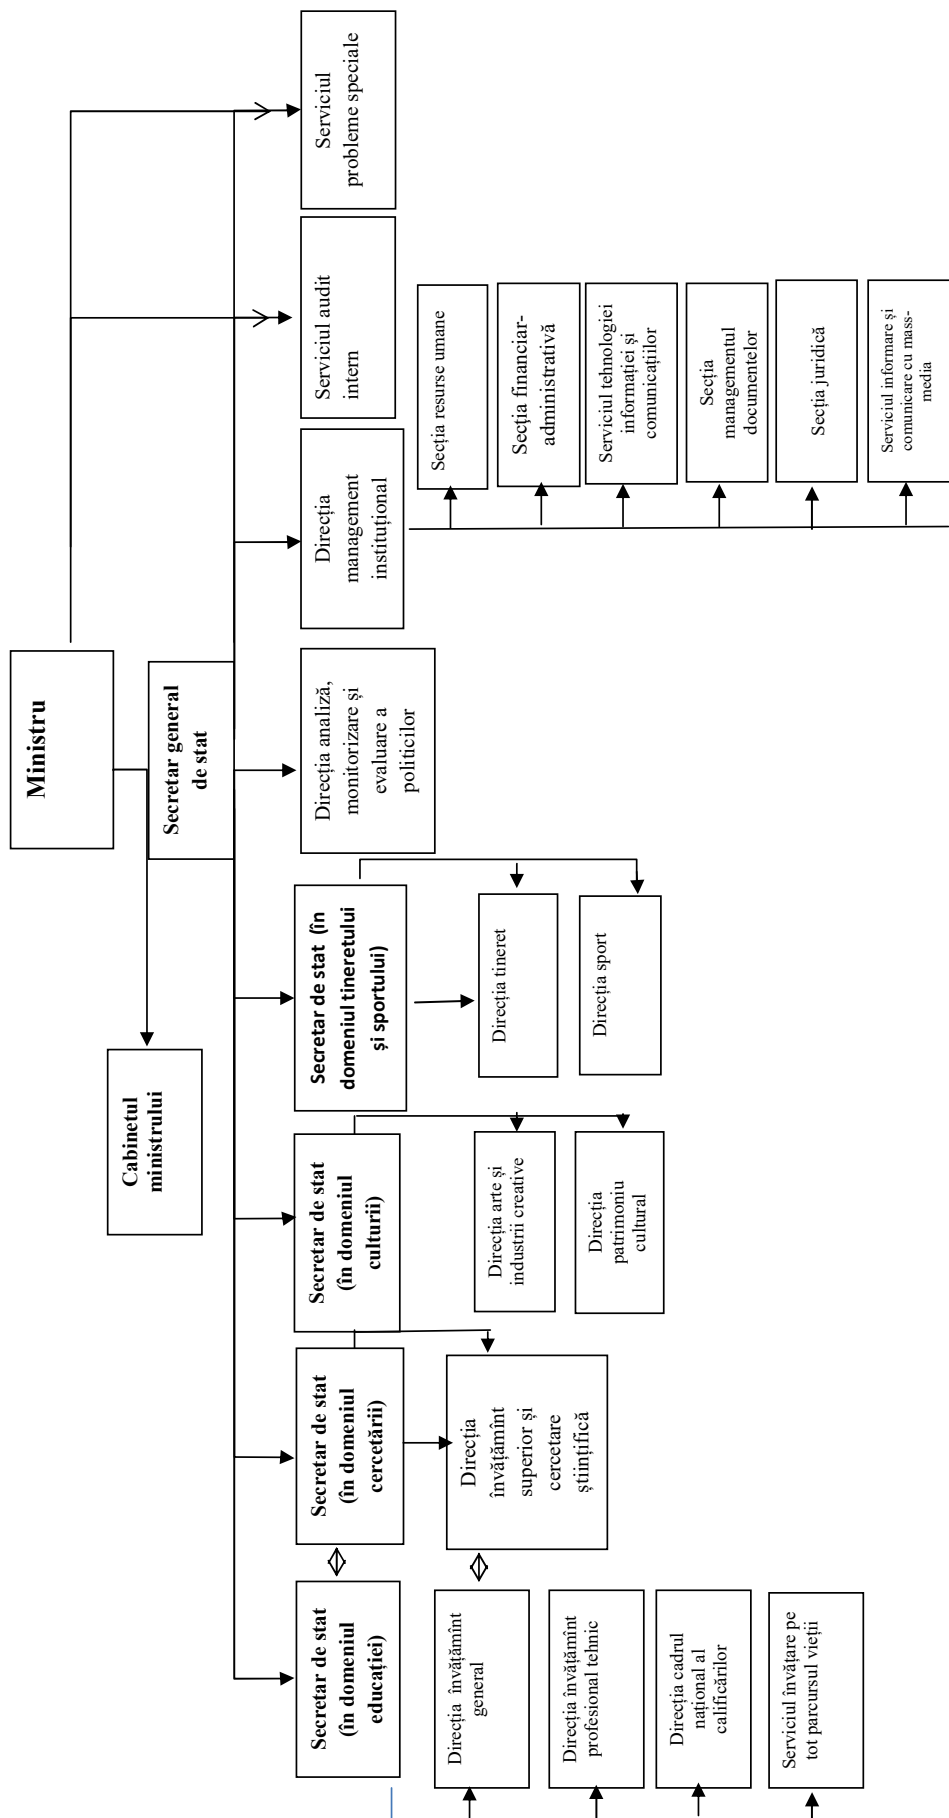 Ministru
Cabinetul
ministrului
Secretar general
de stat
Secretar de stat
(în domeniul
educației)
Secretar de stat
(în domeniul
cercetării)
Secretar de stat
(în domeniul
culturii)
Secretar de stat (în
domeniul tineretului
și sportului)
Direcția analiză,
monitorizare și
evaluare a
politicilor
Direcția
management
instituțional
Serviciul audit
intern
Serviciul
probleme speciale
Direcția învățămînt
general
Direcția învățămînt
profesional tehnic
Direcția cadrul
național al
calificărilor
Serviciul învățare pe
tot parcursul vieții
Direcția
învățămînt
superior și
cercetare
științifică
Direcția arte și
industrii creative
Direcția
patrimoniu
cultural
Direcția tineret
Direcția sport
Secția resurse umane
Secția financiar-
administrativă
Serviciul tehnologiei
informației și
comunicațiilor
Secția
managementul
documentelor
Secția juridică
Serviciul informare și
comunicare cu mass-
media